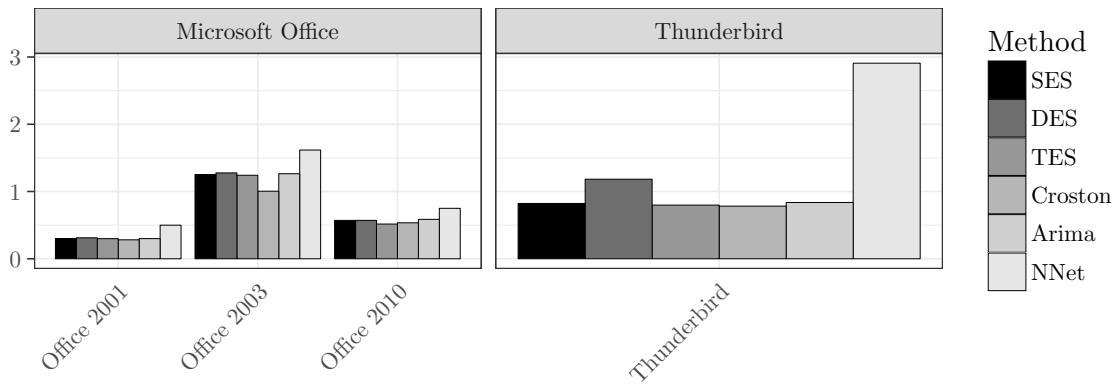 Microsoft Office
Thunderbird
Method
SES
DES
TES
Croston
Arima
NNet
3
2
1
0
Office 2001
Office 2003
Office 2010
Thunderbird